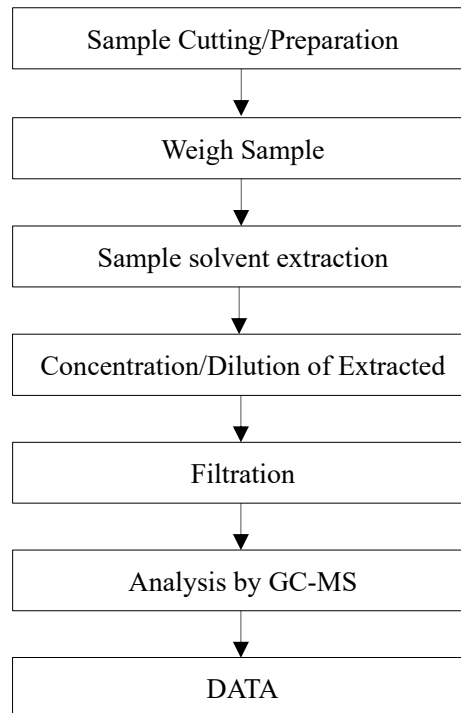 Sample Cutting/Preparation
Weigh Sample
Sample solvent extraction
Concentration/Dilution of Extracted
Filtration
Analysis by GC-MS
DATA